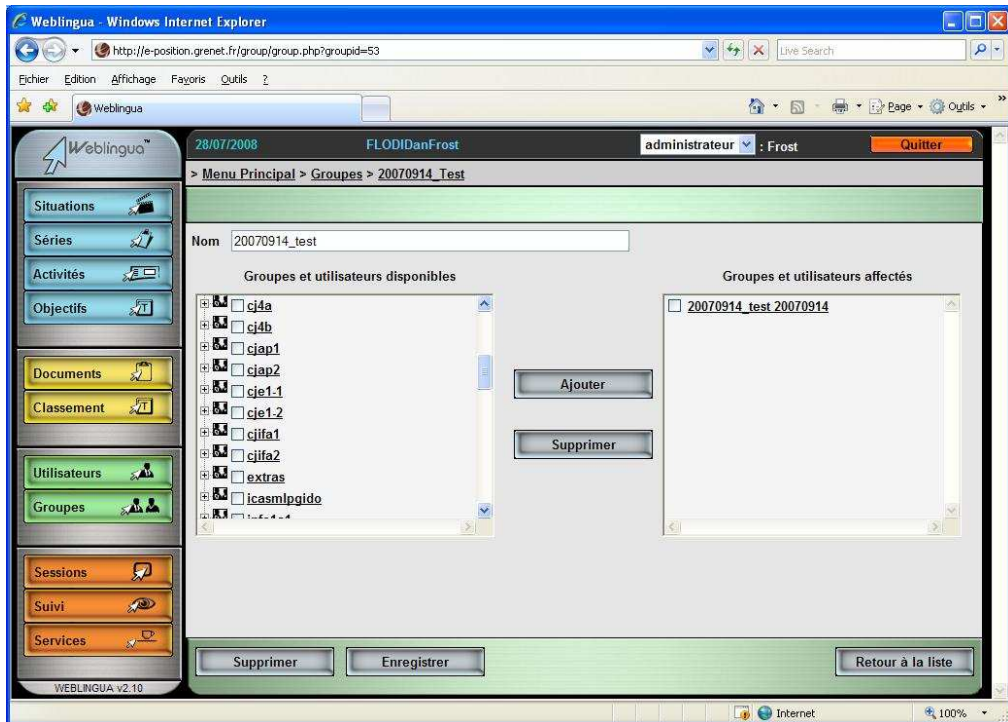 Weblingua - Windows Internet Explorer
http://e-position.grenet.fr/group/group.php?groupid=53
Live Search
Fichier Edition Affichage Favoris Outils ?
Weblingua
Page Outils »
Weblingua™
28/07/2008 FLODIDanFrost administrateur : Frost Quitter
> Menu Principal > Groupes > 20070914_Test
Situations
Séries
Activités
Objectifs
Documents
Classement
Utilisateurs
Groupes
Sessions
Suivi
Services
WEBLINGUA v2.10
Nom 20070914_test
Groupes et utilisateurs disponibles
cj4a
cj4b
cjap1
cjap2
cje1-1
cje1-2
cjifa1
cjifa2
extras
icasmlpgido
Ajouter
Supprimer
Groupes et utilisateurs affectés
20070914_test 20070914
Supprimer Enregistrer Retour à la liste
Internet 100%